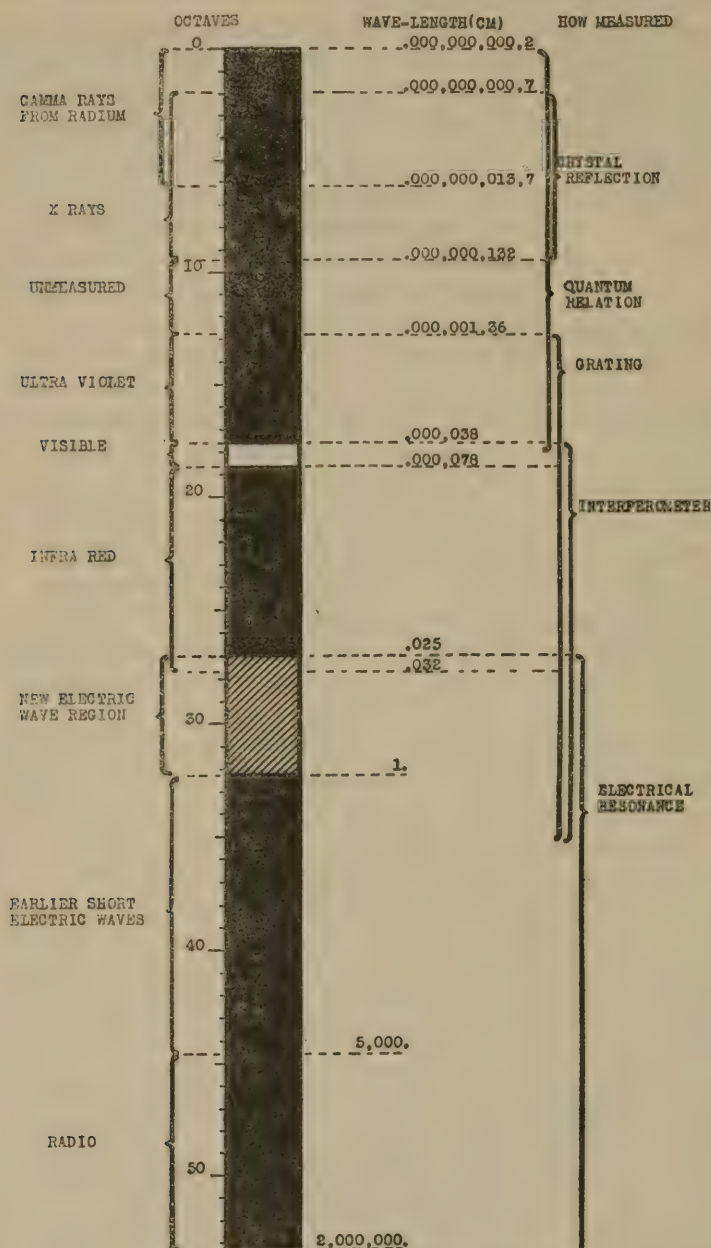 OCTAVES WAVE-LENGTH(CM) HOW MEASURED
0 .000,000,000,2
.000,000,000,7
GAMMA RAYS
FROM RADIUM
CRYSTAL
REFLECTION
.000,000,013,7
X RAYS
10 .000,000,132
UNMEASURED
QUANTUM
RELATION
.000,001,36
GRATING
ULTRA VIOLET
.000,038
VISIBLE
.000,078
20
INTERFEROMETER
INFRA RED
.025
.032
NEW ELECTRIC
WAVE REGION
30
1.
ELECTRICAL
RESONANCE
EARLIER SHORT
ELECTRIC WAVES
40
5,000.
RADIO
50
2,000,000.